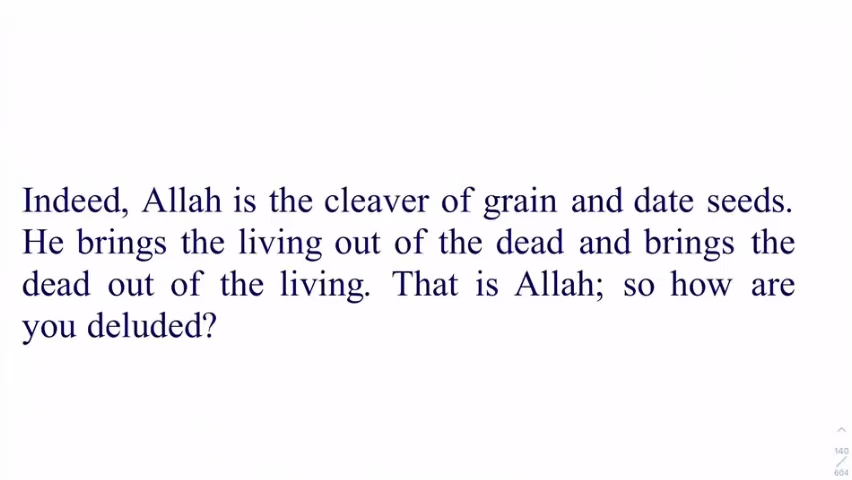 Indeed, Allah is the cleaver of grain and date seeds.
He brings the living out of the dead and brings the
dead out of the living. That is Allah; so how are
you deluded?
140
604